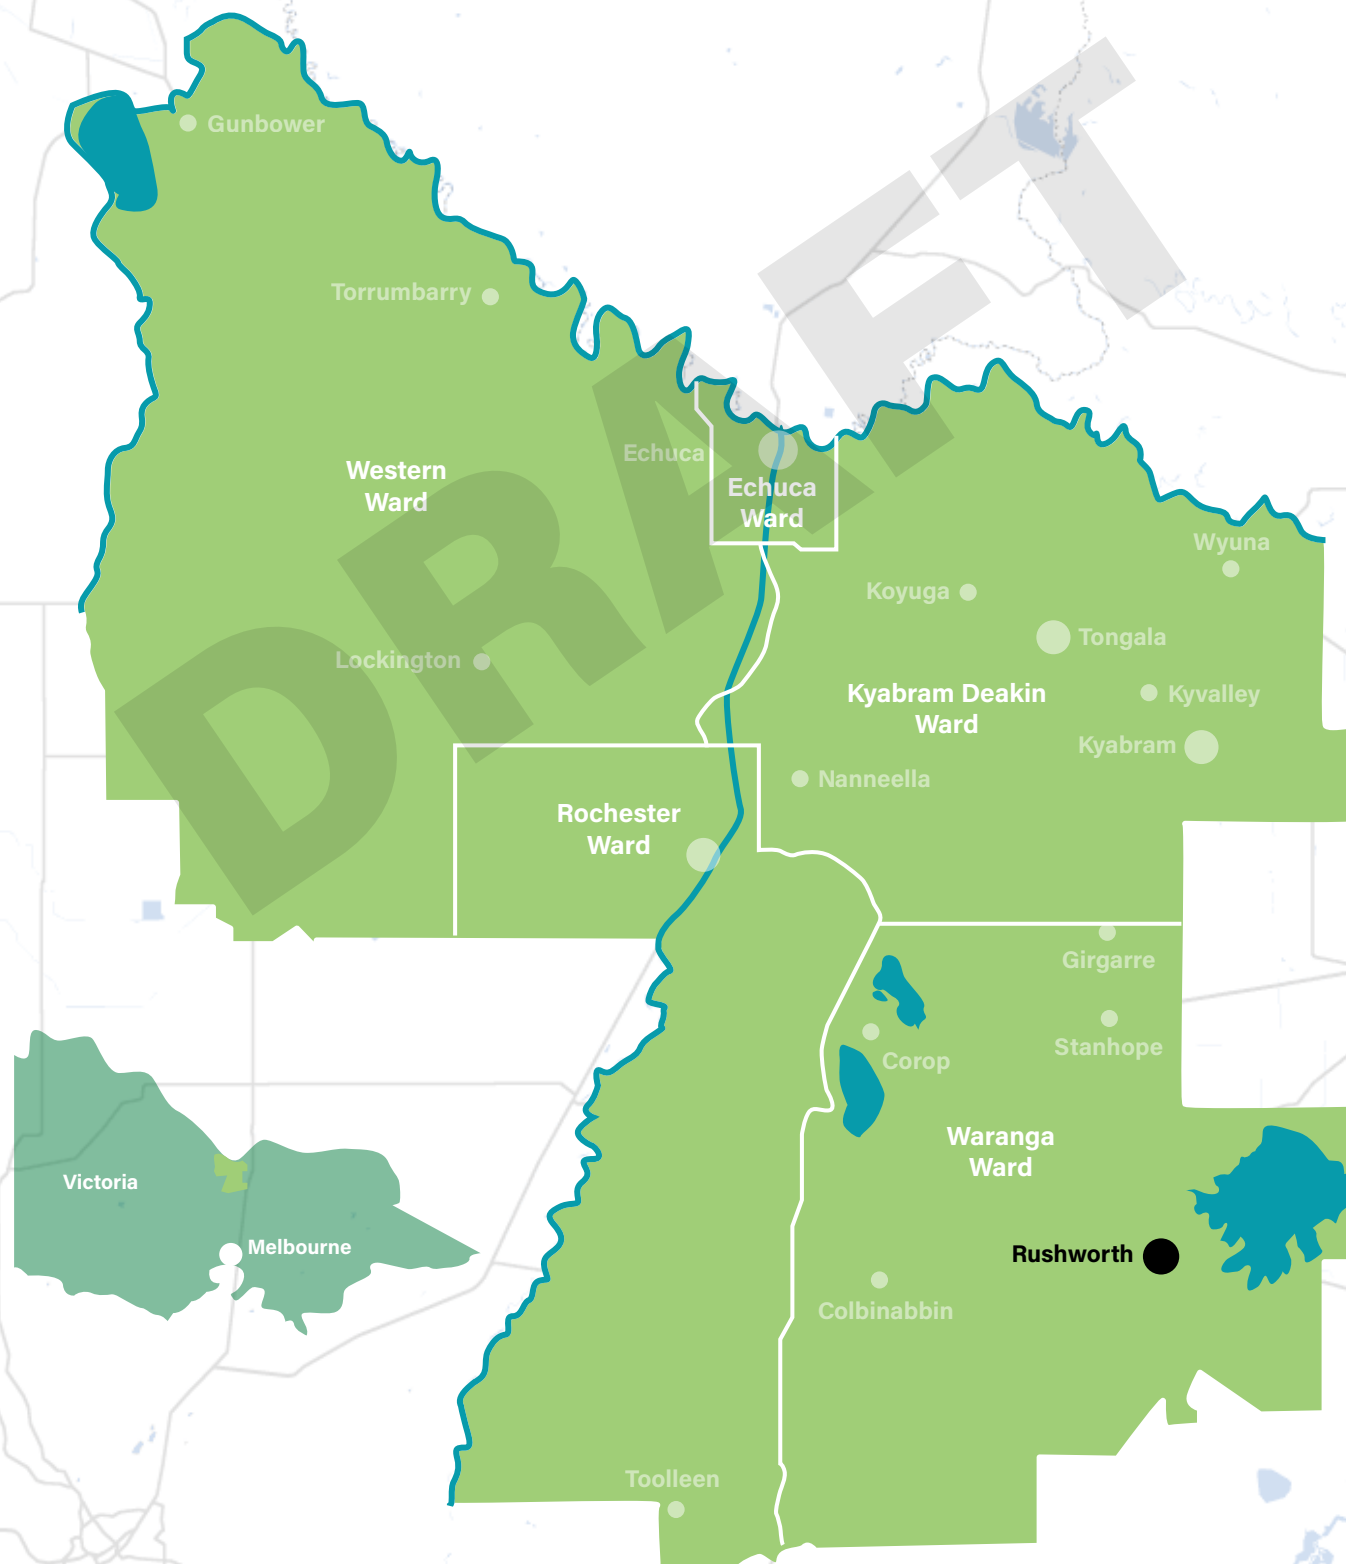 Gunbower
Torrumbarry
DRAFT
Echuca
Western
Ward
Echuca
Ward
Wyuna
Koyuga
Tongala
Lockington
Kyabram Deakin
Ward
Kyvalley
Kyabram
Nanneella
Rochester
Ward
Girgarre
Stanhope
Corop
Waranga
Ward
Victoria
Melbourne
Rushworth
Colbinabbin
Toolleen